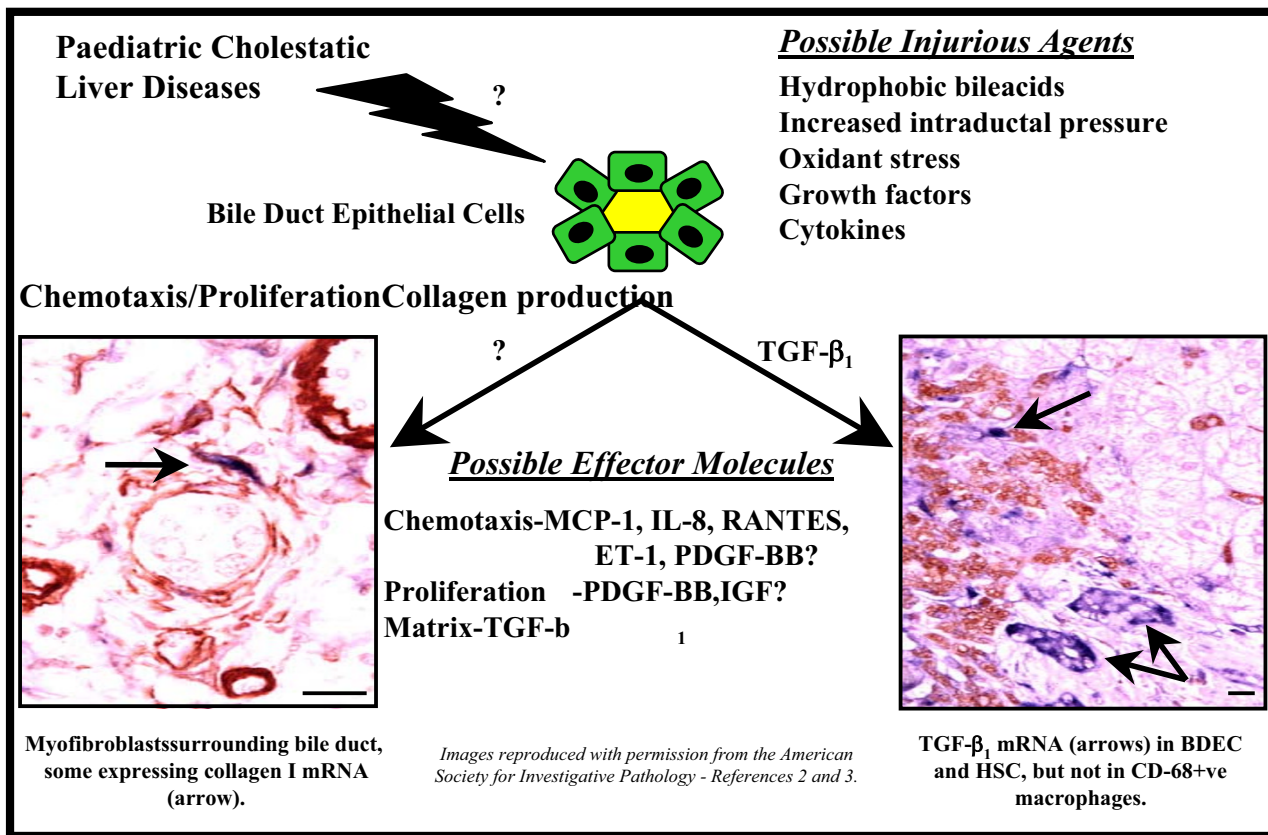 Paediatric Cholestatic
Liver Diseases
?
Possible Injurious Agents
Hydrophobic bileacids
Increased intraductal pressure
Oxidant stress
Growth factors
Cytokines
Bile Duct Epithelial Cells
Chemotaxis/ProliferationCollagen production
?
TGF-β₁
Possible Effector Molecules
Chemotaxis-MCP-1, IL-8, RANTES,
ET-1, PDGF-BB?
Proliferation -PDGF-BB,IGF?
Matrix-TGF-b 1
Myofibroblastssurrounding bile duct,
some expressing collagen I mRNA
(arrow).
Images reproduced with permission from the American
Society for Investigative Pathology - References 2 and 3.
TGF-β₁ mRNA (arrows) in BDEC
and HSC, but not in CD-68+ve
macrophages.